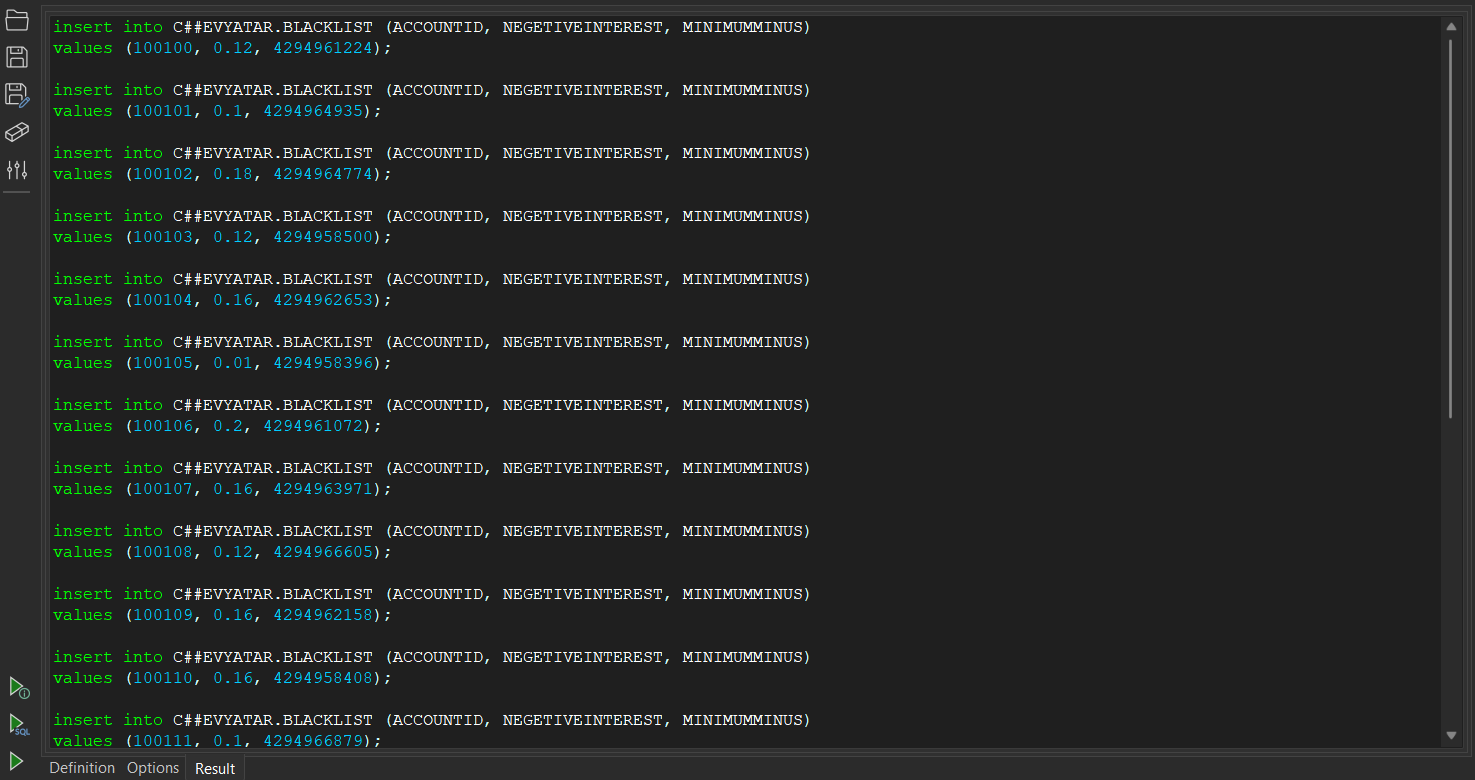 insert into C##EVYATAR.BLACKLIST (ACCOUNTID, NEGETIVEINTEREST, MINIMUMMINUS)
values (100100, 0.12, 4294961224);
insert into C##EVYATAR.BLACKLIST (ACCOUNTID, NEGETIVEINTEREST, MINIMUMMINUS)
values (100101, 0.1, 4294964935);
insert into C##EVYATAR.BLACKLIST (ACCOUNTID, NEGETIVEINTEREST, MINIMUMMINUS)
values (100102, 0.18, 4294964774);
insert into C##EVYATAR.BLACKLIST (ACCOUNTID, NEGETIVEINTEREST, MINIMUMMINUS)
values (100103, 0.12, 4294958500);
insert into C##EVYATAR.BLACKLIST (ACCOUNTID, NEGETIVEINTEREST, MINIMUMMINUS)
values (100104, 0.16, 4294962653);
insert into C##EVYATAR.BLACKLIST (ACCOUNTID, NEGETIVEINTEREST, MINIMUMMINUS)
values (100105, 0.01, 4294958396);
insert into C##EVYATAR.BLACKLIST (ACCOUNTID, NEGETIVEINTEREST, MINIMUMMINUS)
values (100106, 0.2, 4294961072);
insert into C##EVYATAR.BLACKLIST (ACCOUNTID, NEGETIVEINTEREST, MINIMUMMINUS)
values (100107, 0.16, 4294963971);
insert into C##EVYATAR.BLACKLIST (ACCOUNTID, NEGETIVEINTEREST, MINIMUMMINUS)
values (100108, 0.12, 4294966605);
insert into C##EVYATAR.BLACKLIST (ACCOUNTID, NEGETIVEINTEREST, MINIMUMMINUS)
values (100109, 0.16, 4294962158);
insert into C##EVYATAR.BLACKLIST (ACCOUNTID, NEGETIVEINTEREST, MINIMUMMINUS)
values (100110, 0.16, 4294958408);
insert into C##EVYATAR.BLACKLIST (ACCOUNTID, NEGETIVEINTEREST, MINIMUMMINUS)
values (100111, 0.1, 4294966879);
SQL
Definition Options Result